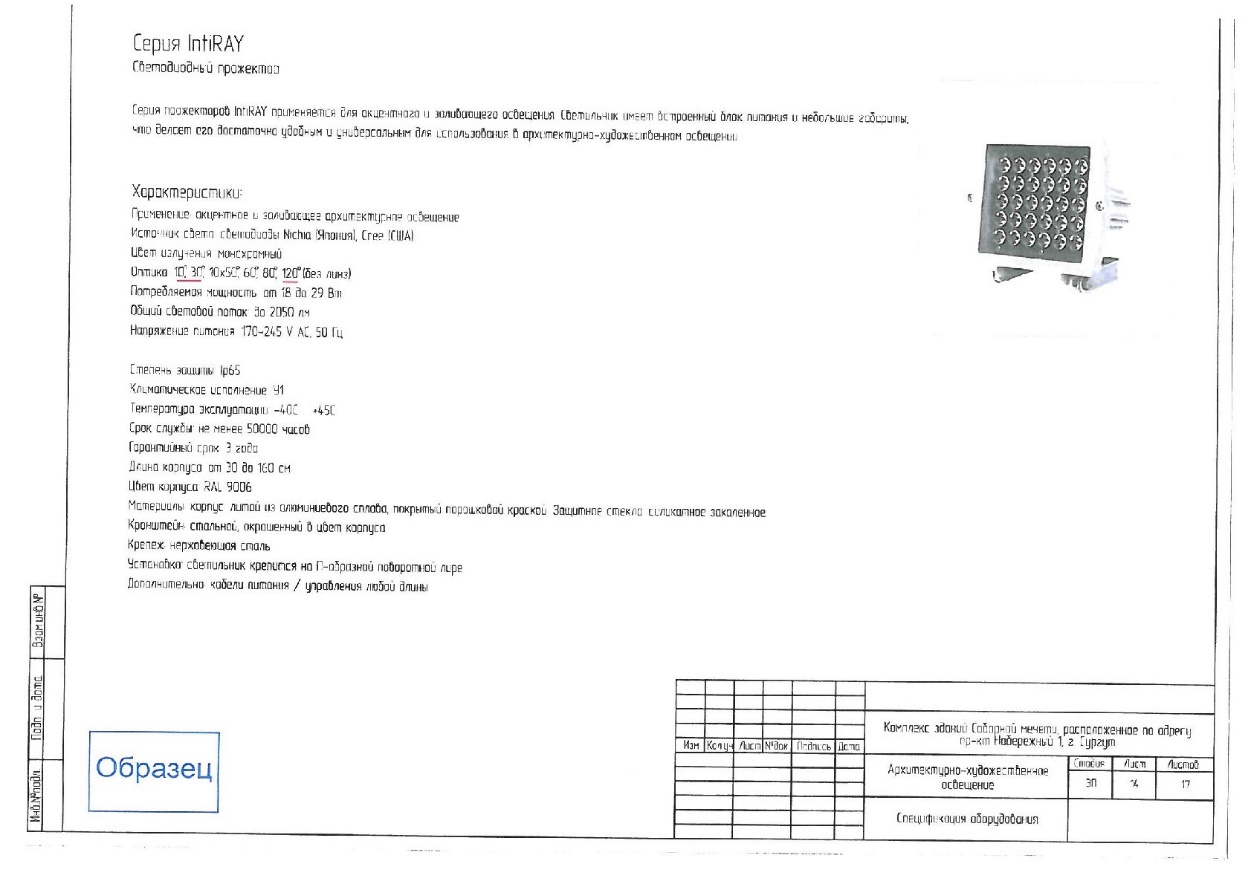 Серия IntiRAY
Светодиодный прожектор
Серия прожекторов IntiRAY применяется для акцентного и заливающего освещения. Светильник имеет встроенный блок питания и небольшие габариты,
что делает его достаточно удобным и универсальным для использования в архитектурно-художественном освещении
Характеристики:
Применение: акцентное и заливающее архитектурное освещение
Источник света: светодиоды Nichia (Япония), Cree (США)
Цвет излучения: монохромный
Оптика: 10°, 30°, 10x50°, 60°, 80°, 120° (без линз)
Потребляемая мощность: от 18 до 29 Вт
Общий световой поток: до 2050 лм
Напряжение питания: 170-245 V AC, 50 Гц
Степень защиты: Ip65
Климатическое исполнение: У1
Температура эксплуатации: -40C +45C
Срок службы: не менее 50000 часов
Гарантийный срок: 3 года
Длина корпуса: от 30 до 160 см
Цвет корпуса: RAL 9006
Материалы: корпус литой из алюминиевого сплава, покрытый порошковой краской. Защитное стекло: силикатное закаленное
Кронштейн: стальной, окрашенный в цвет корпуса
Крепеж: нержавеющая сталь
Установка: светильник крепится на П-образной поворотной лире
Дополнительно: кабели питания / управления любой длины
Взам инв №
Подп. и дата
Инв.№подл.
Образец
Изм Кол.уч Лист №док Подпись Дата
Комплекс зданий Соборной мечети, расположенное по адресу
пр-кт Набережный 1, г. Сургут
Архитектурно-художественное
освещение
Стадия Лист Листов
ЭП 14 17
Спецификация оборудования